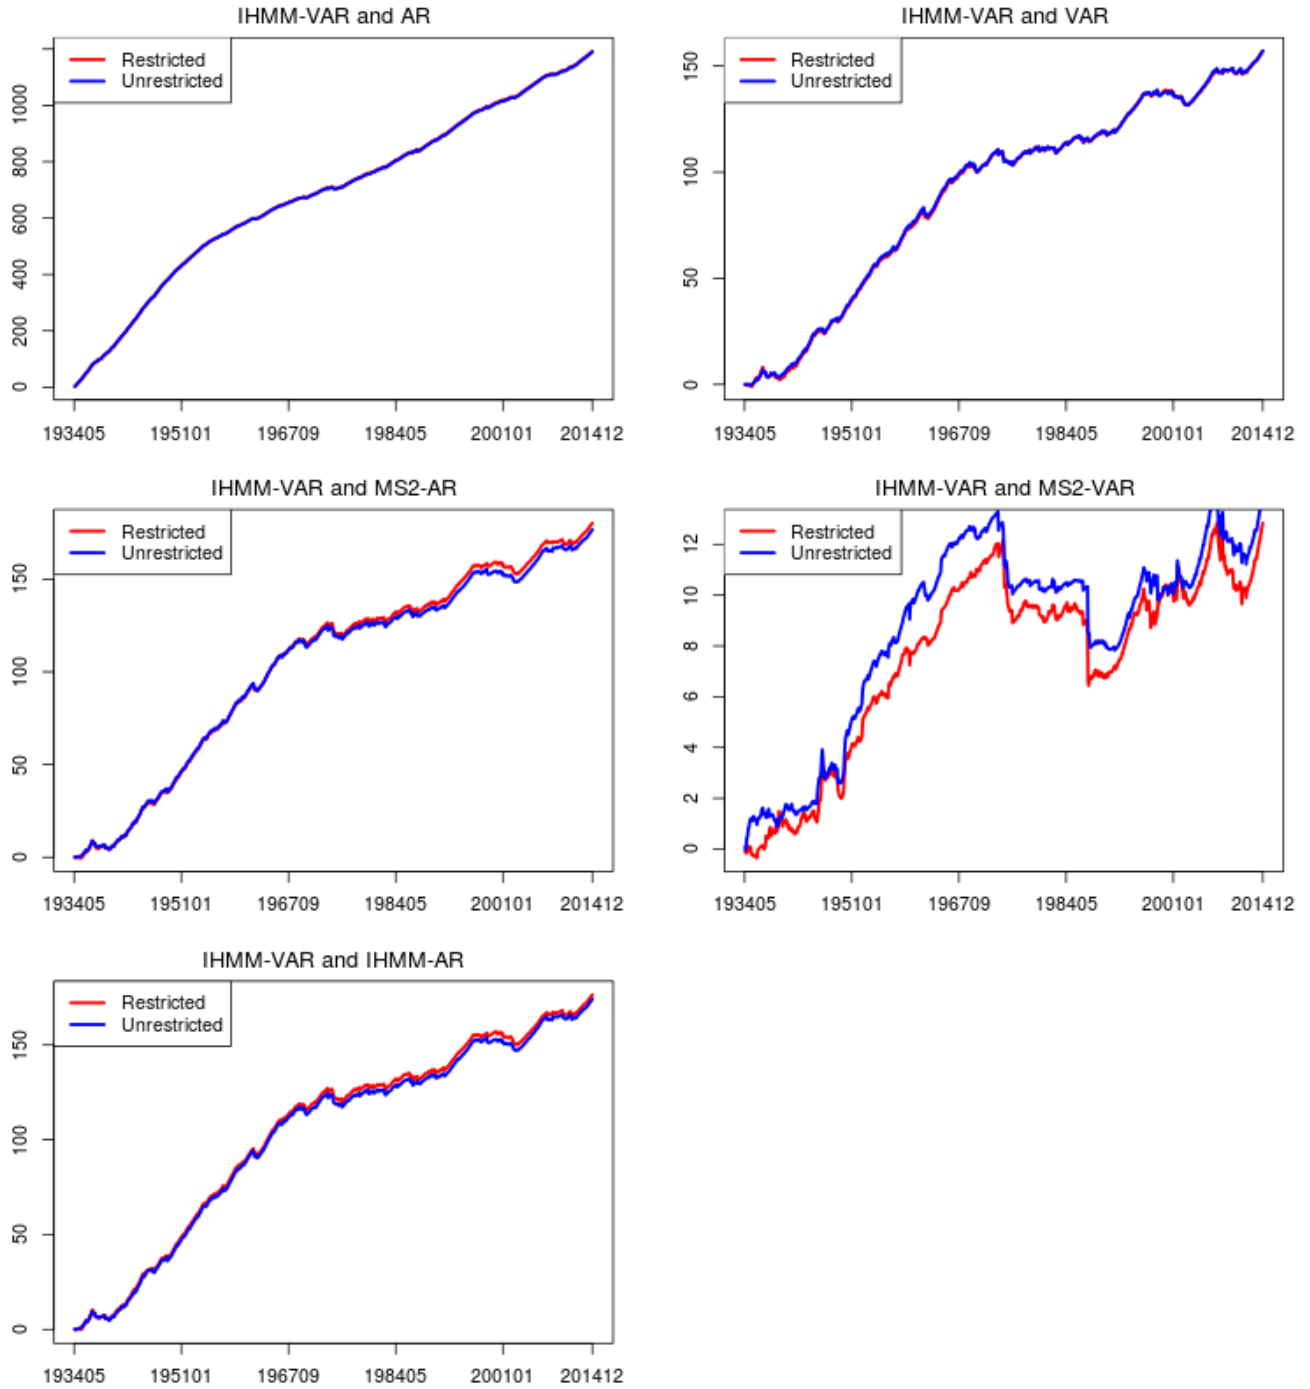 IHMM-VAR and AR
Restricted
Unrestricted
0 200 400 600 800 1000
193405 195101 196709 198405 200101 201412
IHMM-VAR and VAR
Restricted
Unrestricted
0 50 100 150
193405 195101 196709 198405 200101 201412
IHMM-VAR and MS2-AR
Restricted
Unrestricted
0 50 100 150
193405 195101 196709 198405 200101 201412
IHMM-VAR and MS2-VAR
Restricted
Unrestricted
0 2 4 6 8 10 12
193405 195101 196709 198405 200101 201412
IHMM-VAR and IHMM-AR
Restricted
Unrestricted
0 50 100 150
193405 195101 196709 198405 200101 201412